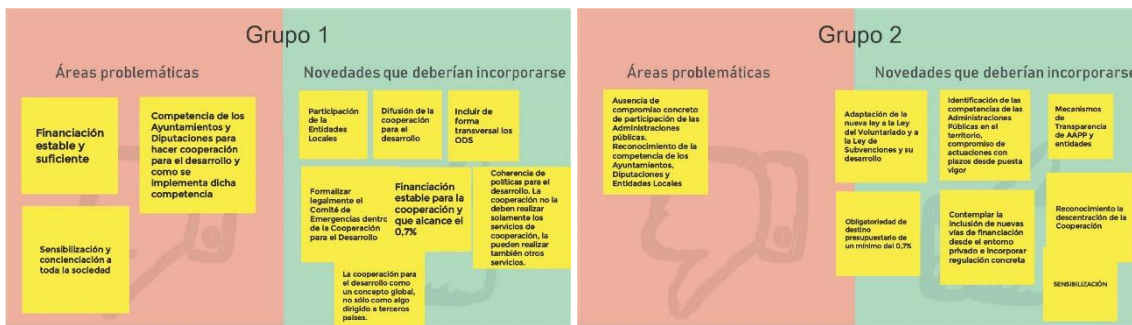 Grupo 1
Áreas problemáticas
Novedades que deberían incorporarse
Financiación
estable y
suficiente
Competencia de los
Ayuntamientos y
Diputaciones para
hacer cooperación
para el desarrollo y
como se
implementa dicha
competencia
Sensibilización y
concienciación a
toda la sociedad
Participación
de la
Entidades
Locales
Difusión de la
cooperación
para el
desarrollo
Incluir de
forma
transversal los
ODS
Formalizar
legalmente el
Comité de
Emergencias dentro
de la Cooperación
para el Desarrollo
Financiación
estable para la
cooperación y
que alcance el
0,7%
Coherencia de
políticas para el
desarrollo. La
cooperación no la
deben realizar
solamente los
servicios de
cooperación, la
pueden realizar
también otros
servicios.
La cooperación para
el desarrollo como
un concepto global,
no sólo como algo
dirigido a terceros
países.
Grupo 2
Áreas problemáticas
Novedades que deberían incorporarse
Ausencia de
compromiso concreto
de participación de las
Administraciones
públicas.
Reconocimiento de la
competencia de los
Ayuntamientos,
Diputaciones y
Entidades Locales
Adaptación de la
nueva ley a la Ley
del Voluntariado y a
la Ley de
Subvenciones y su
desarrollo
Identificación de las
competencias de las
Administraciones
Públicas en el
territorio,
compromiso de
actuaciones con
plazos desde puesta
vigor
Mecanismos
de
Transparencia
de AAPP y
entidades
Obligatoriedad de
destino
presupuestario de
un mínimo del 0,7%
Contemplar la
inclusión de nuevas
vías de financiación
desde el entorno
privado e incorporar
regulación concreta
Reconocimiento la
descentración de la
Cooperación
SENSIBILIZACIÓN